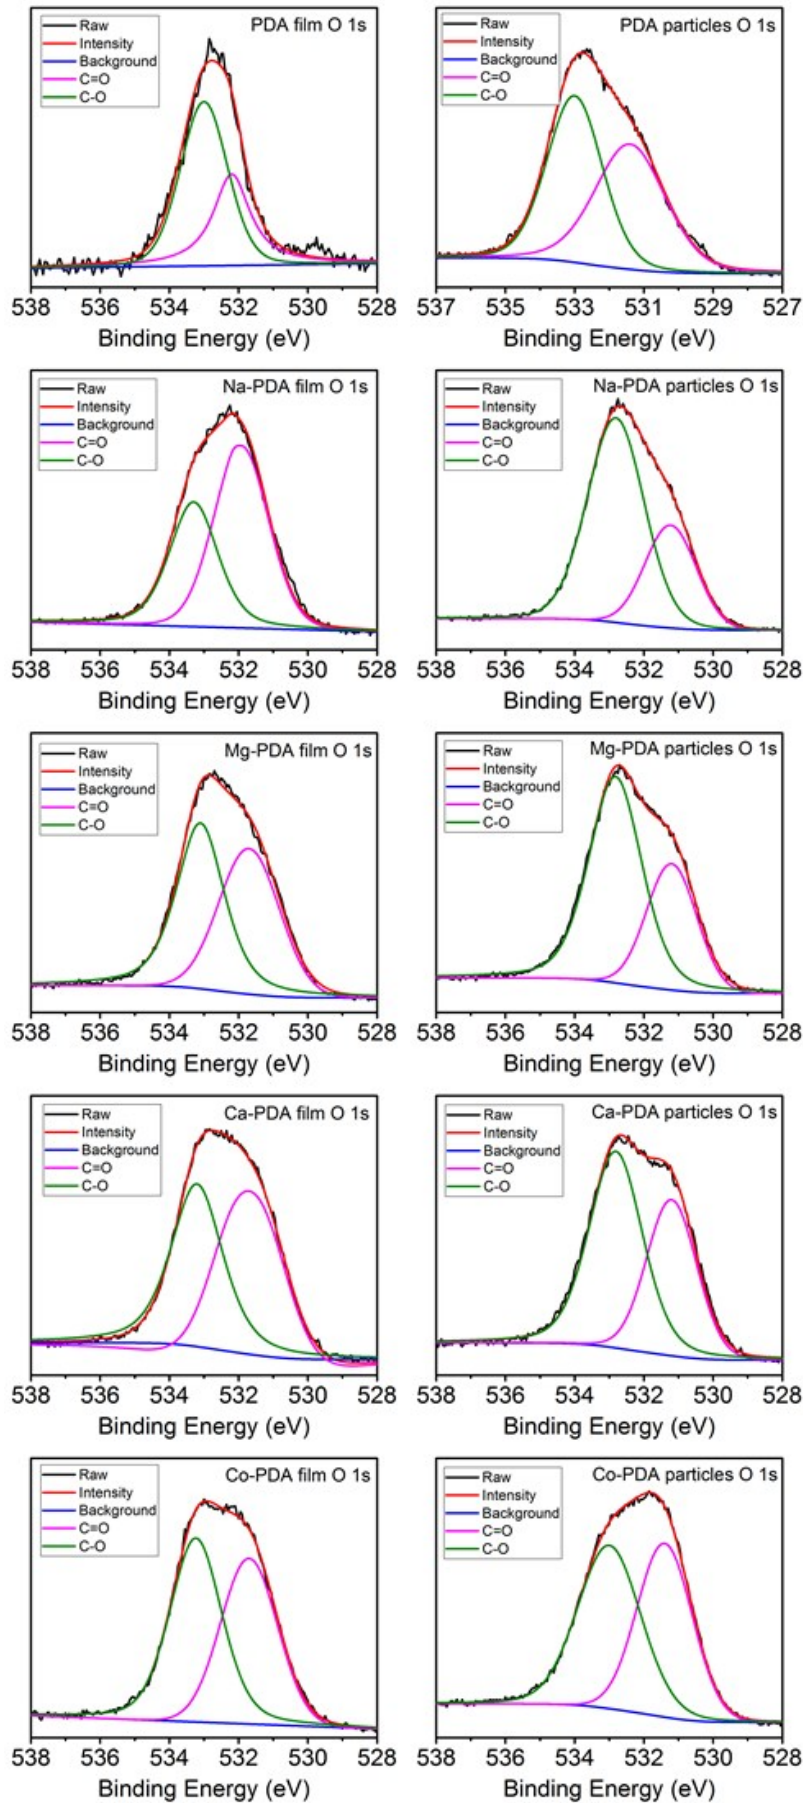 PDA film O 1s
Raw
Intensity
Background
C=O
C-O
538 536 534 532 530 528
Binding Energy (eV)
PDA particles O 1s
Raw
Intensity
Background
C=O
C-O
537 535 533 531 529 527
Binding Energy (eV)
Na-PDA film O 1s
Raw
Intensity
Background
C=O
C-O
538 536 534 532 530 528
Binding Energy (eV)
Na-PDA particles O 1s
Raw
Intensity
Background
C=O
C-O
538 536 534 532 530 528
Binding Energy (eV)
Mg-PDA film O 1s
Raw
Intensity
Background
C=O
C-O
538 536 534 532 530 528
Binding Energy (eV)
Mg-PDA particles O 1s
Raw
Intensity
Background
C=O
C-O
538 536 534 532 530 528
Binding Energy (eV)
Ca-PDA film O 1s
Raw
Intensity
Background
C=O
C-O
538 536 534 532 530 528
Binding Energy (eV)
Ca-PDA particles O 1s
Raw
Intensity
Background
C=O
C-O
538 536 534 532 530 528
Binding Energy (eV)
Co-PDA film O 1s
Raw
Intensity
Background
C=O
C-O
538 536 534 532 530 528
Binding Energy (eV)
Co-PDA particles O 1s
Raw
Intensity
Background
C=O
C-O
538 536 534 532 530 528
Binding Energy (eV)